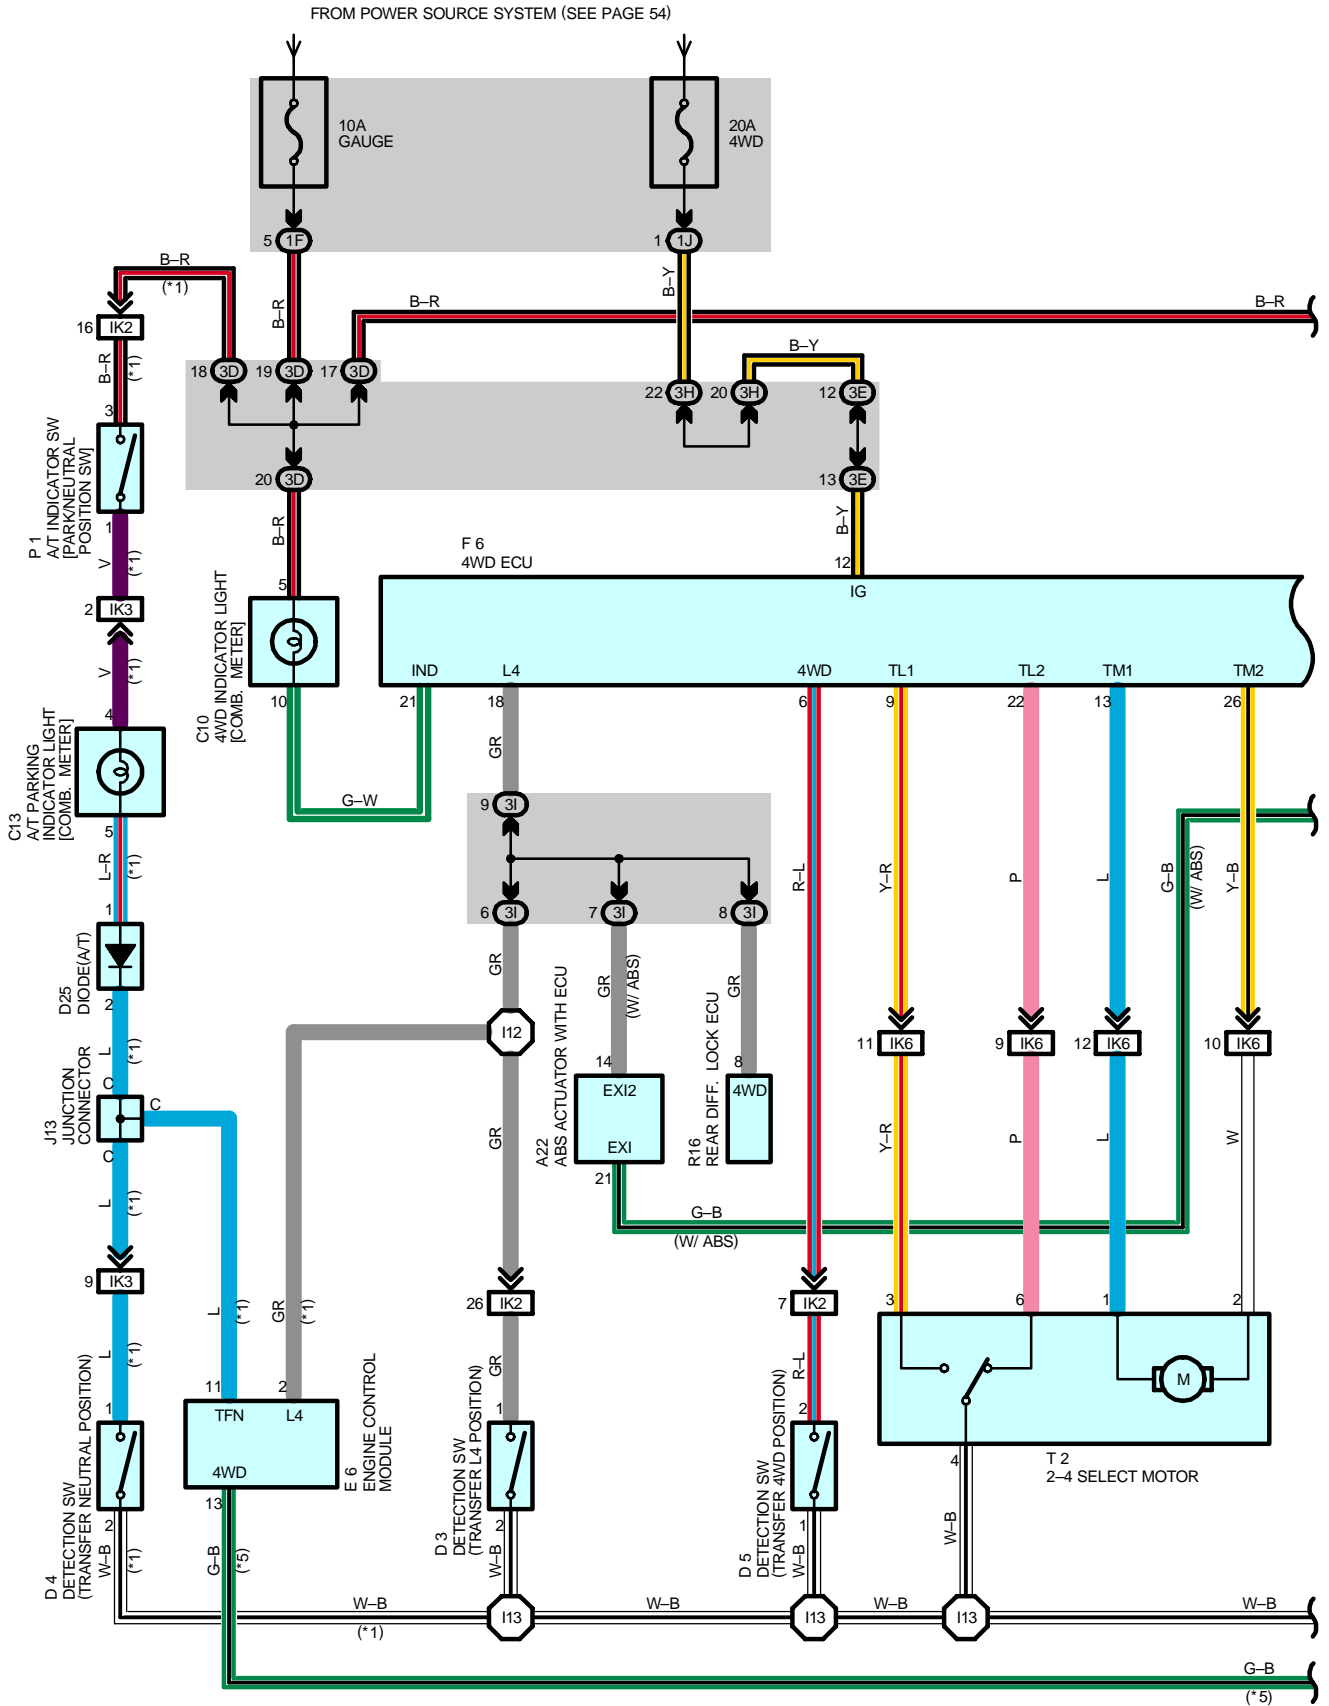 FROM POWER SOURCE SYSTEM (SEE PAGE 54)
10A
GAUGE
20A
4WD
5 1F
1 1J
B–R
(*1)
B–R
B–Y
B–R
B–R
16 IK2
B–R
(*1)
B–Y
18 3D
19 3D
17 3D
22 3H
20 3H
12 3E
3
P 1
A/T INDICATOR SW
[PARK/NEUTRAL
POSITION SW]
20 3D
13 3E
1
B–R
B–Y
V
(*1)
F 6
4WD ECU
12
IG
5
2 IK3
C10
4WD INDICATOR LIGHT
[COMB. METER]
V
(*1)
IND
L4
4WD
TL1
TL2
TM1
TM2
10
21
18
6
9
22
13
26
4
C13
A/T PARKING
INDICATOR LIGHT
[COMB. METER]
GR
G–W
9 3I
5
L–R
(*1)
R–L
Y–R
P
L
G–B
(W/ ABS)
Y–B
1
6 3I
7 3I
8 3I
D25
DIODE(A/T)
2
GR
GR
(W/ ABS)
GR
L
(*1)
I12
11 IK6
9 IK6
12 IK6
10 IK6
C
14
8
J13
JUNCTION
CONNECTOR
C
C
A22
ABS ACTUATOR WITH ECU
EXI2
EXI
R16
REAR DIFF. LOCK ECU
4WD
GR
Y–R
P
L
W
21
L
(*1)
G–B
(W/ ABS)
9 IK3
26 IK2
7 IK2
L
(*1)
GR
(*1)
3
6
1
2
L
(*1)
GR
R–L
11
2
1
1
2
M
TFN
L4
4WD
E 6
ENGINE CONTROL
MODULE
D 4
DETECTION SW
(TRANSFER NEUTRAL POSITION)
D 3
DETECTION SW
(TRANSFER L4 POSITION)
D 5
DETECTION SW
(TRANSFER 4WD POSITION)
4
T 2
2–4 SELECT MOTOR
13
2
2
1
W–B
(*1)
G–B
(*5)
W–B
W–B
W–B
W–B
(*1)
I13
W–B
I13
W–B
I13
W–B
G–B
(*5)